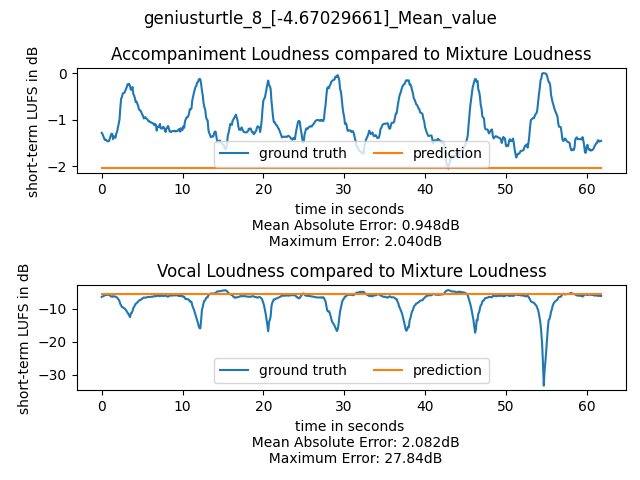 geniusturtle_8_[-4.67029661]_Mean_value
Accompaniment Loudness compared to Mixture Loudness
short-term LUFS in dB
0
−1
−2
ground truth
prediction
0 10 20 30 40 50 60
time in seconds
Mean Absolute Error: 0.948dB
Maximum Error: 2.040dB
Vocal Loudness compared to Mixture Loudness
short-term LUFS in dB
−10
−20
−30
ground truth
prediction
0 10 20 30 40 50 60
time in seconds
Mean Absolute Error: 2.082dB
Maximum Error: 27.84dB